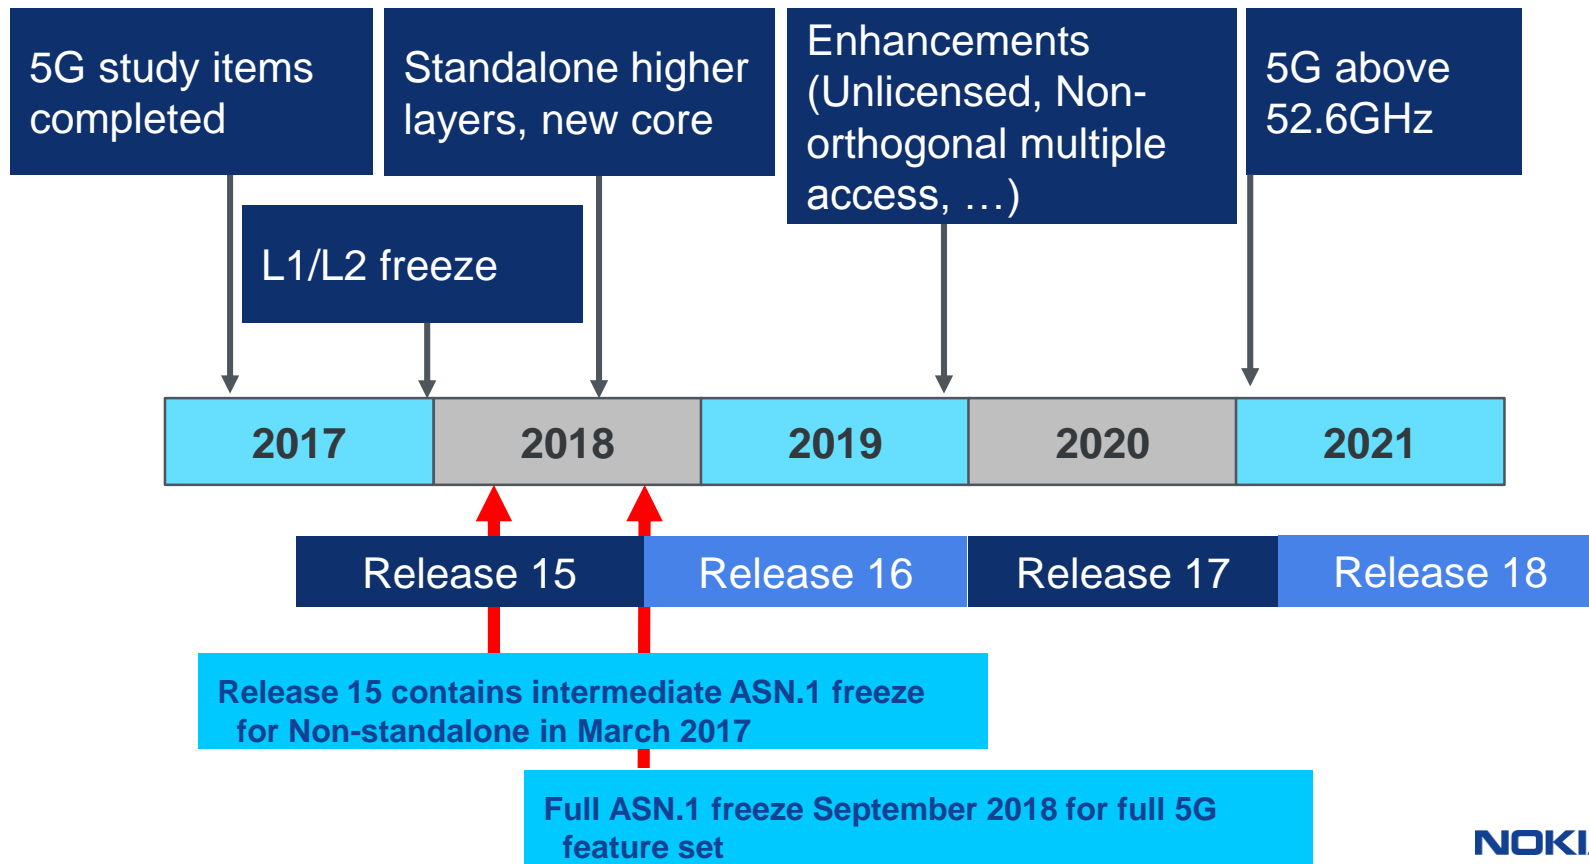 5G study items
completed
Standalone higher
layers, new core
Enhancements
(Unlicensed, Non-
orthogonal multiple
access, …)
5G above
52.6GHz
L1/L2 freeze
2017
2018
2019
2020
2021
Release 15
Release 16
Release 17
Release 18
Release 15 contains intermediate ASN.1 freeze
for Non-standalone in March 2017
Full ASN.1 freeze September 2018 for full 5G
feature set
NOKI